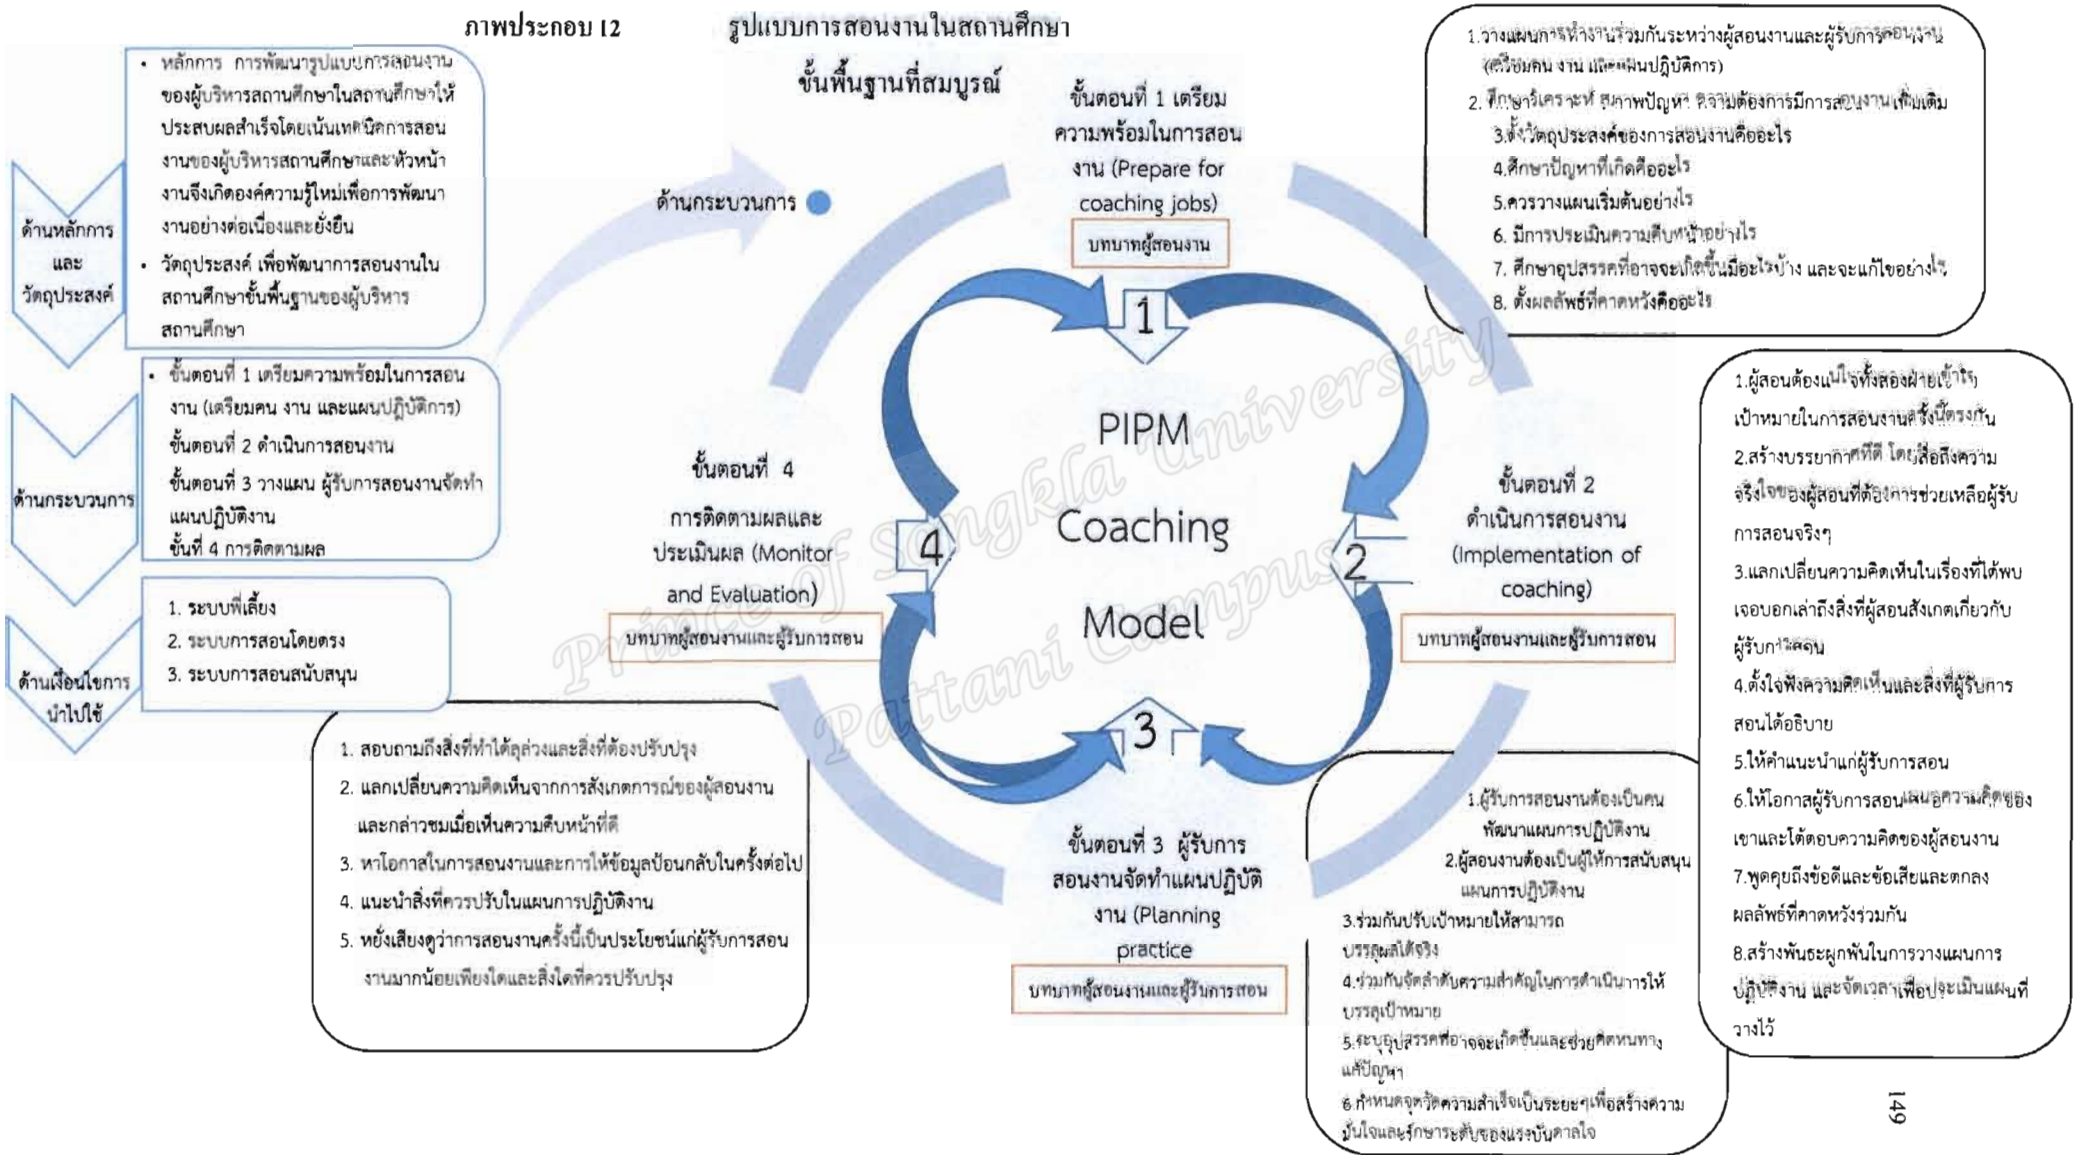 ภาพประกอบ 12 รูปแบบการสอนงานในสถานศึกษา
ขั้นพื้นฐานที่สมบูรณ์
ด้านหลักการ
และ
วัตถุประสงค์
• หลักการ การพัฒนารูปแบบการสอนงาน
ของผู้บริหารสถานศึกษาในสถานศึกษาให้
ประสบผลสำเร็จโดยเน้นเทคนิคการสอน
งานของผู้บริหารสถานศึกษาและหัวหน้า
งานจึงเกิดองค์ความรู้ใหม่เพื่อการพัฒนา
งานอย่างต่อเนื่องและยั่งยืน
• วัตถุประสงค์ เพื่อพัฒนาการสอนงานใน
สถานศึกษาขั้นพื้นฐานของผู้บริหาร
สถานศึกษา
ด้านกระบวนการ
• ขั้นตอนที่ 1 เตรียมความพร้อมในการสอน
งาน (เตรียมคน งาน และแผนปฏิบัติการ)
ขั้นตอนที่ 2 ดำเนินการสอนงาน
ขั้นตอนที่ 3 วางแผน ผู้รับการสอนงานจัดทำ
แผนปฏิบัติงาน
ขั้นที่ 4 การติดตามผล
ด้านเงื่อนไขการ
นำไปใช้
1. ระบบพี่เลี้ยง
2. ระบบการสอนโดยตรง
3. ระบบการสอนสนับสนุน
ด้านกระบวนการ
ขั้นตอนที่ 1 เตรียม
ความพร้อมในการสอน
งาน (Prepare for
coaching jobs)
บทบาทผู้สอนงาน
1
1.วางแผนการทำงานร่วมกันระหว่างผู้สอนงานและผู้รับการสอนงาน
(เตรียมคน งาน และแผนปฏิบัติการ)
2. ศึกษาวิเคราะห์ สภาพปัญหา ความต้องการมีการสอนงานเพิ่มเติม
3.ตั้งวัตถุประสงค์ของการสอนงานคืออะไร
4.ศึกษาปัญหาที่เกิดคืออะไร
5.ควรวางแผนเริ่มต้นอย่างไร
6. มีการประเมินความคืบหน้าอย่างไร
7. ศึกษาอุปสรรคที่อาจจะเกิดขึ้นมีอะไรบ้าง และจะแก้ไขอย่างไร
8. ตั้งผลลัพธ์ที่คาดหวังคืออะไร
PIPM
Coaching
Model
2
ขั้นตอนที่ 2
ดำเนินการสอนงาน
(Implementation of
coaching)
บทบาทผู้สอนงานและผู้รับการสอน
1.ผู้สอนต้องแน่ใจทั้งสองฝ่ายเข้าใจ
เป้าหมายในการสอนงานครั้งนี้ตรงกัน
2.สร้างบรรยากาศที่ดี โดยสื่อถึงความ
จริงใจของผู้สอนที่ต้องการช่วยเหลือผู้รับ
การสอนจริงๆ
3.แลกเปลี่ยนความคิดเห็นในเรื่องที่ได้พบ
เจอบอกเล่าถึงสิ่งที่ผู้สอนสังเกตเกี่ยวกับ
ผู้รับการสอน
4.ตั้งใจฟังความคิดเห็นและสิ่งที่ผู้รับการ
สอนได้อธิบาย
5.ให้คำแนะนำแก่ผู้รับการสอน
6.ให้โอกาสผู้รับการสอนเสนอความคิดของ
เขาและโต้ตอบความคิดของผู้สอนงาน
7.พูดคุยถึงข้อดีและข้อเสียและตกลง
ผลลัพธ์ที่คาดหวังร่วมกัน
8.สร้างพันธะผูกพันในการวางแผนการ
ปฏิบัติงาน และจัดเวลาเพื่อประเมินแผนที่
วางไว้
3
ขั้นตอนที่ 3 ผู้รับการ
สอนงานจัดทำแผนปฏิบัติ
งาน (Planning
practice
บทบาทผู้สอนงานและผู้รับการสอน
1.ผู้รับการสอนงานต้องเป็นคน
พัฒนาแผนการปฏิบัติงาน
2.ผู้สอนงานต้องเป็นผู้ให้การสนับสนุน
แผนการปฏิบัติงาน
3.ร่วมกันปรับเป้าหมายให้สามารถ
บรรลุผลได้จริง
4.ร่วมกันจัดลำดับความสำคัญในการดำเนินการให้
บรรลุเป้าหมาย
5.ระบุอุปสรรคที่อาจจะเกิดขึ้นและช่วยคิดหนทาง
แก้ปัญหา
6.กำหนดจุดวัดความสำเร็จเป็นระยะๆเพื่อสร้างความ
มั่นใจและรักษาระดับของแรงบันดาลใจ
4
ขั้นตอนที่ 4
การติดตามผลและ
ประเมินผล (Monitor
and Evaluation)
บทบาทผู้สอนงานและผู้รับการสอน
1. สอบถามถึงสิ่งที่ทำได้ลุล่วงและสิ่งที่ต้องปรับปรุง
2. แลกเปลี่ยนความคิดเห็นจากการสังเกตการณ์ของผู้สอนงาน
และกล่าวชมเมื่อเห็นความคืบหน้าที่ดี
3. หาโอกาสในการสอนงานและการให้ข้อมูลป้อนกลับในครั้งต่อไป
4. แนะนำสิ่งที่ควรปรับในแผนการปฏิบัติงาน
5. หยั่งเสียงดูว่าการสอนงานครั้งนี้เป็นประโยชน์แก่ผู้รับการสอน
งานมากน้อยเพียงใดและสิ่งใดที่ควรปรับปรุง
Prince of Songkla University
Pattani Campus
149